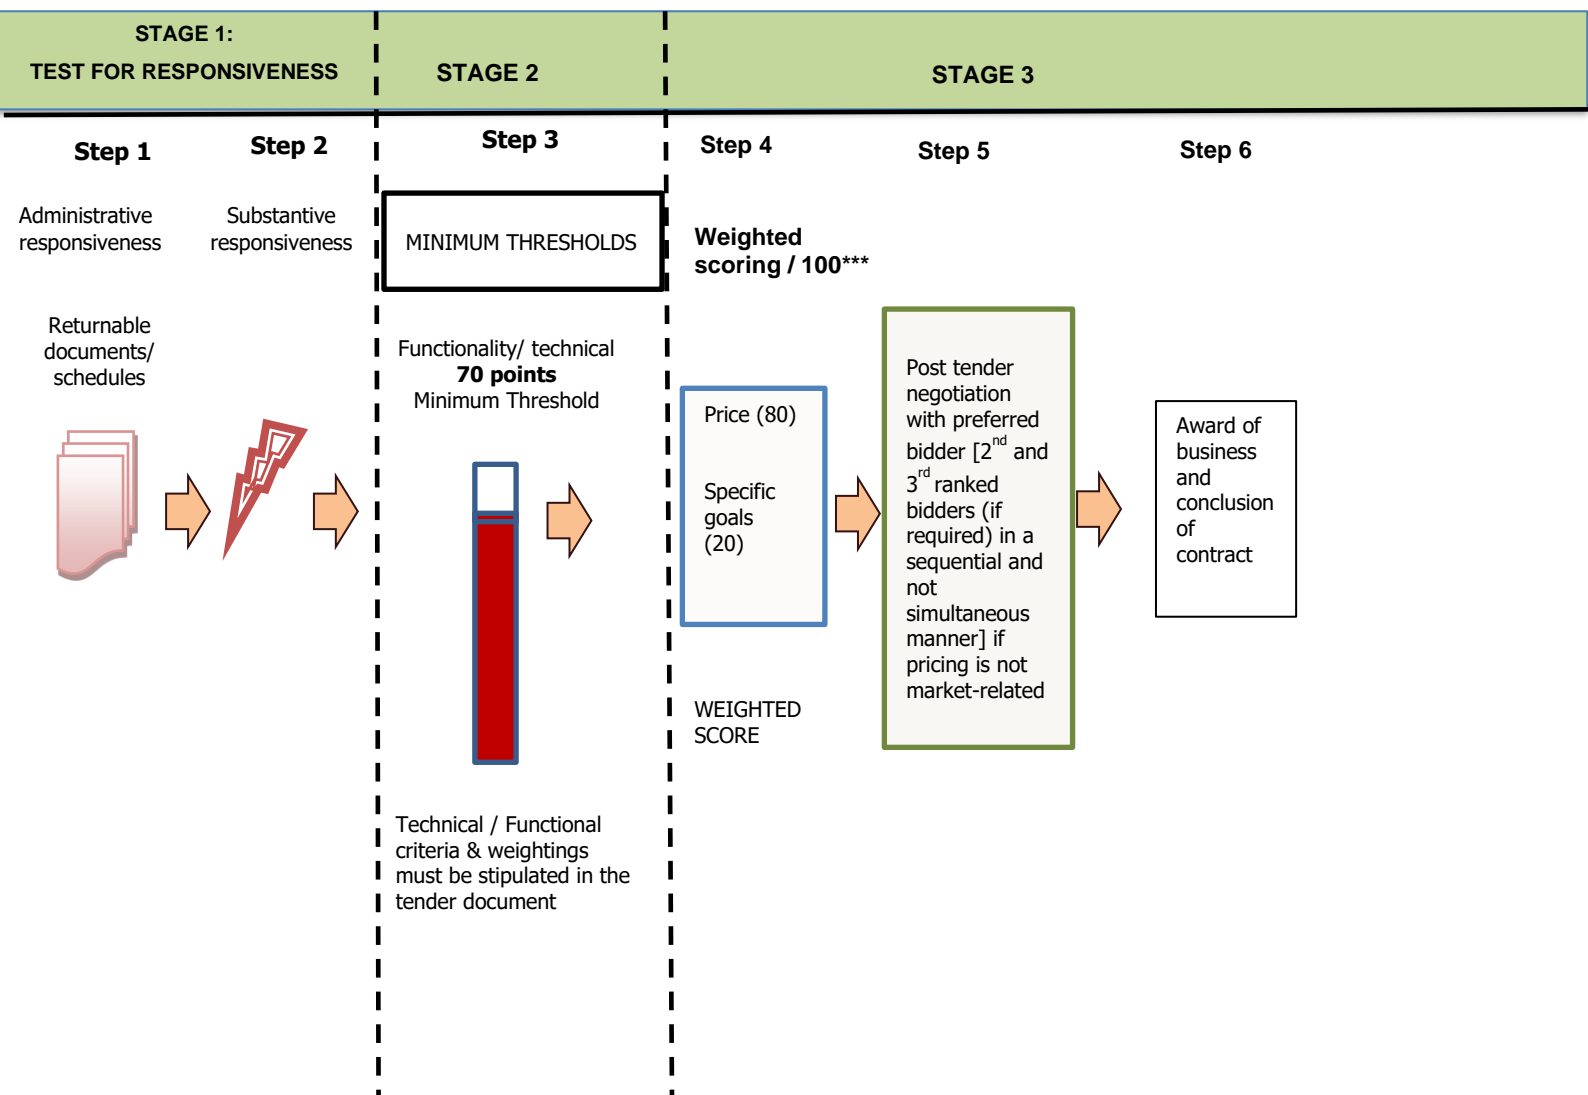 STAGE 1:
TEST FOR RESPONSIVENESS
STAGE 2
STAGE 3
Step 1
Step 2
Step 3
Step 4
Step 5
Step 6
Administrative
responsiveness
Substantive
responsiveness
MINIMUM THRESHOLDS
Weighted
scoring / 100***
Returnable
documents/
schedules
Functionality/ technical
70 points
Minimum Threshold
Price (80)
Specific
goals
(20)
Post tender
negotiation
with preferred
bidder [2nd and
3rd ranked
bidders (if
required) in a
sequential and
not
simultaneous
manner] if
pricing is not
market-related
Award of
business
and
conclusion
of
contract
WEIGHTED
SCORE
Technical / Functional
criteria & weightings
must be stipulated in the
tender document